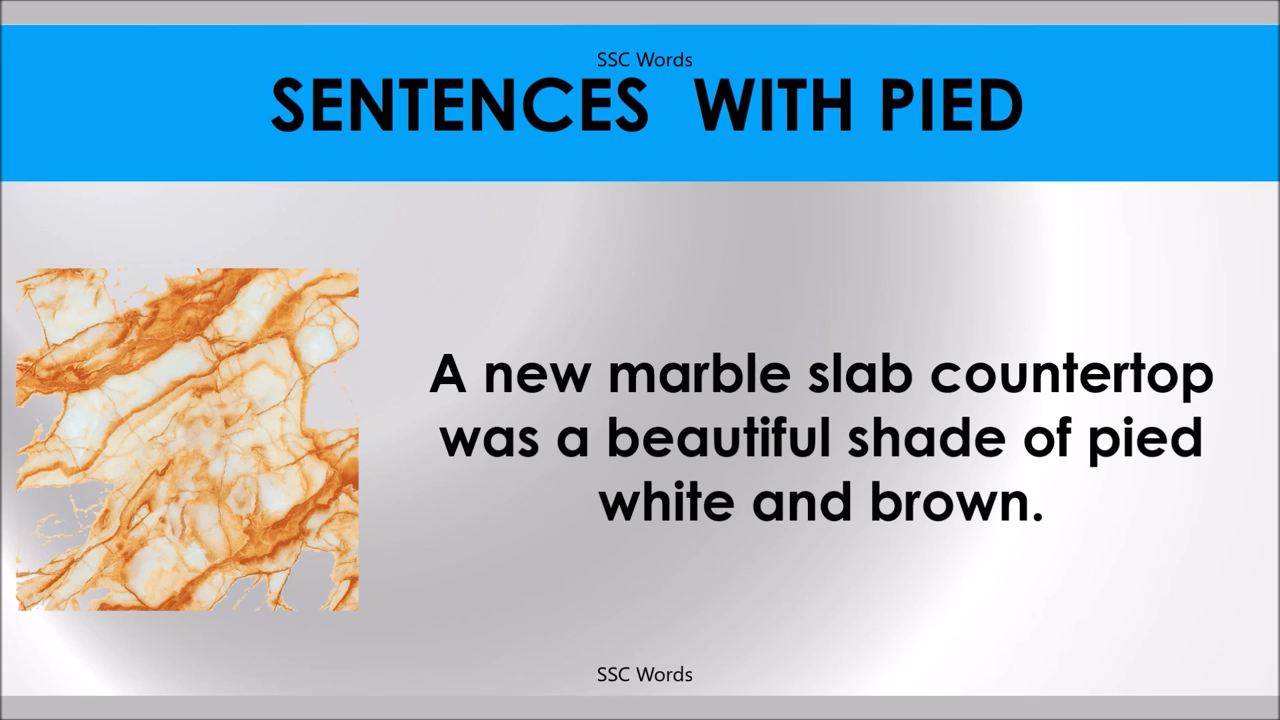 SSC Words
SENTENCES  WITH PIED
A new marble slab countertop
was a beautiful shade of pied
white and brown.
SSC Words